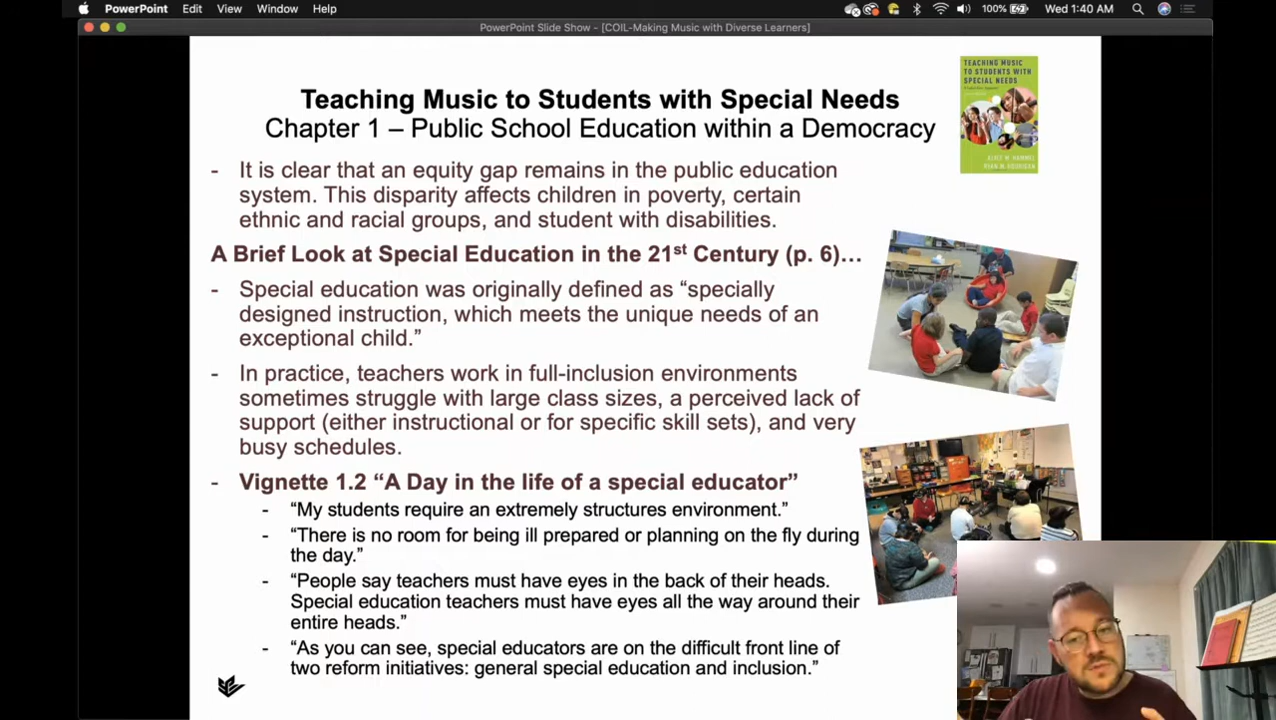 PowerPoint Edit View Window Help 100% Wed 1:40 AM
PowerPoint Slide Show - [COIL-Making Music with Diverse Learners]
Teaching Music to Students with Special Needs
Chapter 1 – Public School Education within a Democracy
TEACHING MUSIC
TO STUDENTS WITH
SPECIAL NEEDS
ALICE M. HAMMEL
RYAN M. HOURIGAN
- It is clear that an equity gap remains in the public education
system. This disparity affects children in poverty, certain
ethnic and racial groups, and student with disabilities.
A Brief Look at Special Education in the 21st Century (p. 6)…
- Special education was originally defined as “specially
designed instruction, which meets the unique needs of an
exceptional child.”
- In practice, teachers work in full-inclusion environments
sometimes struggle with large class sizes, a perceived lack of
support (either instructional or for specific skill sets), and very
busy schedules.
- Vignette 1.2 “A Day in the life of a special educator”
- “My students require an extremely structures environment.”
- “There is no room for being ill prepared or planning on the fly during
the day.”
- “People say teachers must have eyes in the back of their heads.
Special education teachers must have eyes all the way around their
entire heads.”
- “As you can see, special educators are on the difficult front line of
two reform initiatives: general special education and inclusion.”